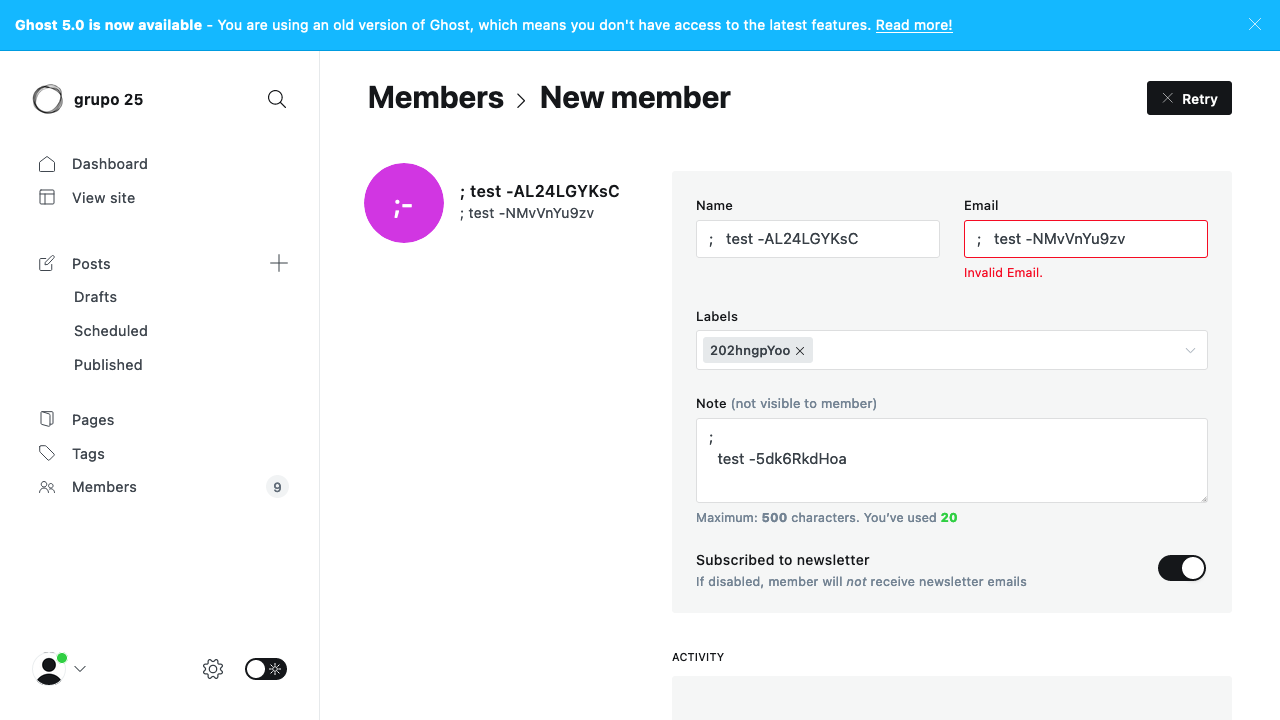 Ghost 5.0 is now available - You are using an old version of Ghost, which means you don't have access to the latest features. Read more!
grupo 25
Dashboard
View site
Posts
Drafts
Scheduled
Published
Pages
Tags
Members
9
Members
New member
Retry
;-
; test -AL24LGYKsC
; test -NMvVnYu9zv
Name
; test -AL24LGYKsC
Email
; test -NMvVnYu9zv
Invalid Email.
Labels
202hngpYoo
Note (not visible to member)
;
test -5dk6RkdHoa
Maximum: 500 characters. You’ve used 20
Subscribed to newsletter
If disabled, member will not receive newsletter emails
ACTIVITY